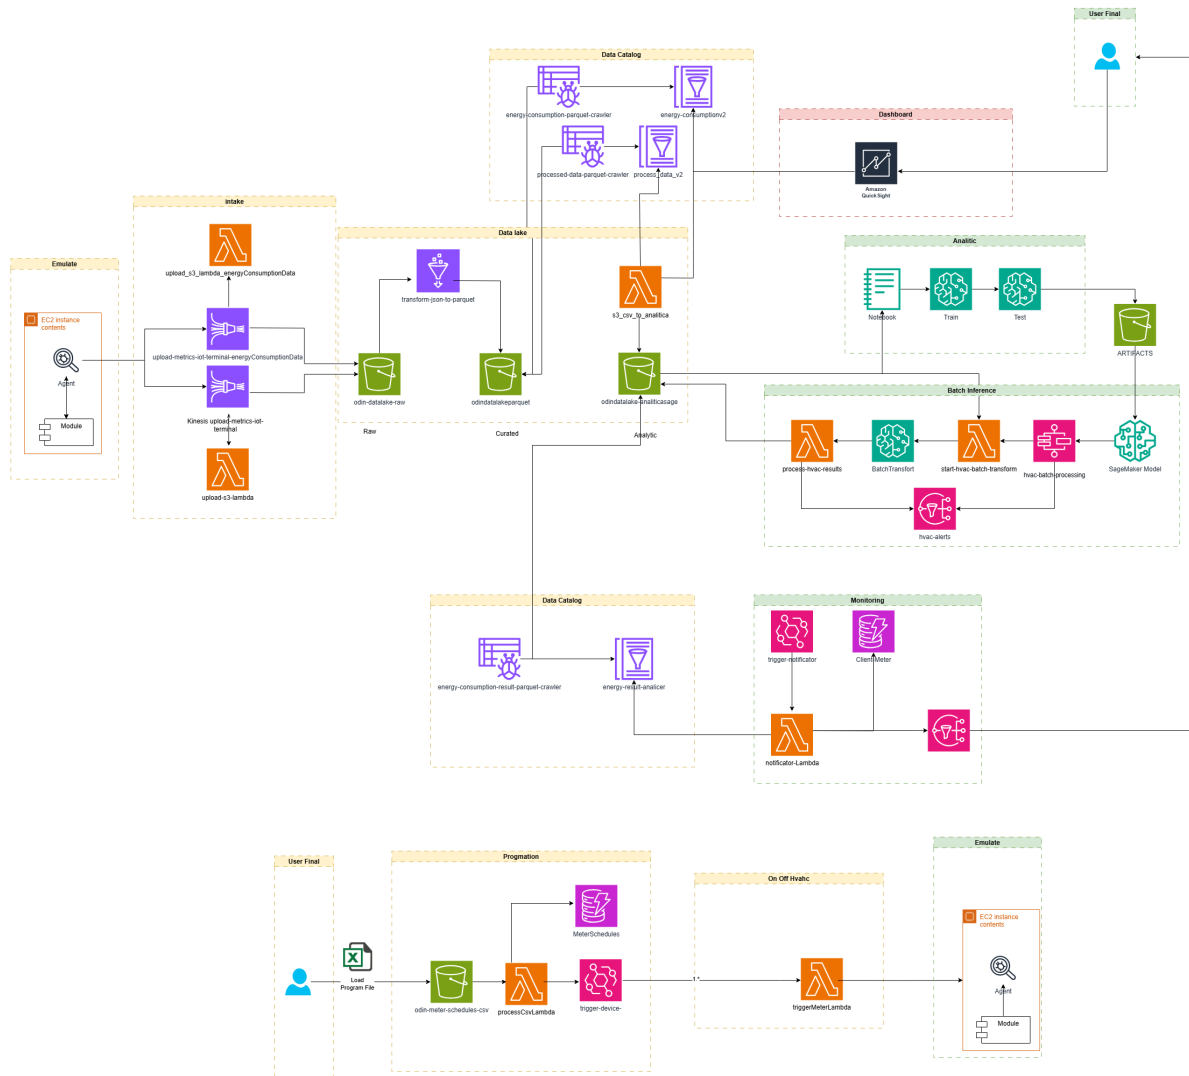 User Final
Data Catalog
energy-consumption-parquet-crawler
energy-consumptionv2
processed-data-parquet-crawler
process_data_v2
Dashboard
Amazon
QuickSight
intake
upload_s3_lambda_energyConsumptionData
upload-metrics-iot-terminal-energyConsumptionData
Kinesis upload-metrics-iot-
terminal
upload-s3-lambda
Emulate
EC2 instance
contents
Agent
Module
Data lake
transform-json-to-parquet
s3_csv_to_analitica
odin-datalake-raw
odindatalakeparquet
odindatalake-analiticasage
Raw
Curated
Analytic
Analitic
Notebook
Train
Test
ARTIFACTS
Batch Inference
process-hvac-results
BatchTransfort
start-hvac-batch-transform
hvac-batch-processing
SageMaker Model
hvac-alerts
Data Catalog
energy-consumption-result-parquet-crawler
energy-result-analicer
Monitoring
trigger-notificator
Client-Meter
notificator-Lambda
User Final
Load
Program File
Progmation
MeterSchedules
odin-meter-schedules-csv
processCsvLambda
trigger-device-
On Off Hvahc
1 *
triggerMeterLambda
Emulate
EC2 instance
contents
Agent
Module